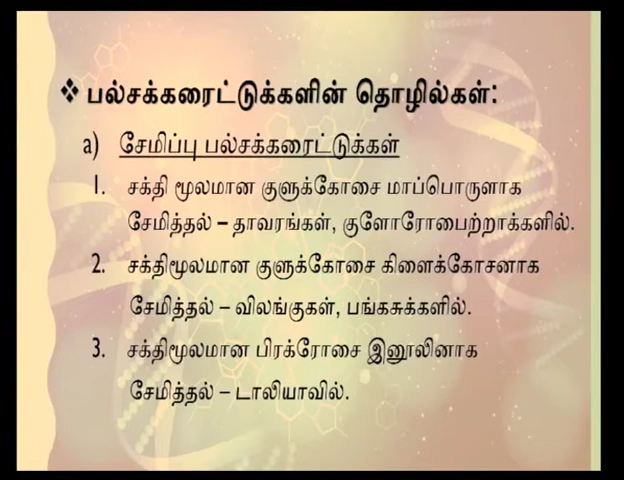 ❖ பல்சக்கரைட்டுக்களின் தொழில்கள்:
a) சேமிப்பு பல்சக்கரைட்டுக்கள்
1. சக்தி மூலமான குளுக்கோசை மாப்பொருளாக
சேமித்தல் – தாவரங்கள், குளோரோபைற்றாக்களில்.
2. சக்திமூலமான குளுக்கோசை கிளைக்கோசனாக
சேமித்தல் – விலங்குகள், பங்கசுக்களில்.
3. சக்திமூலமான பிரக்ரோசை இனூலினாக
சேமித்தல் – டாலியாவில்.